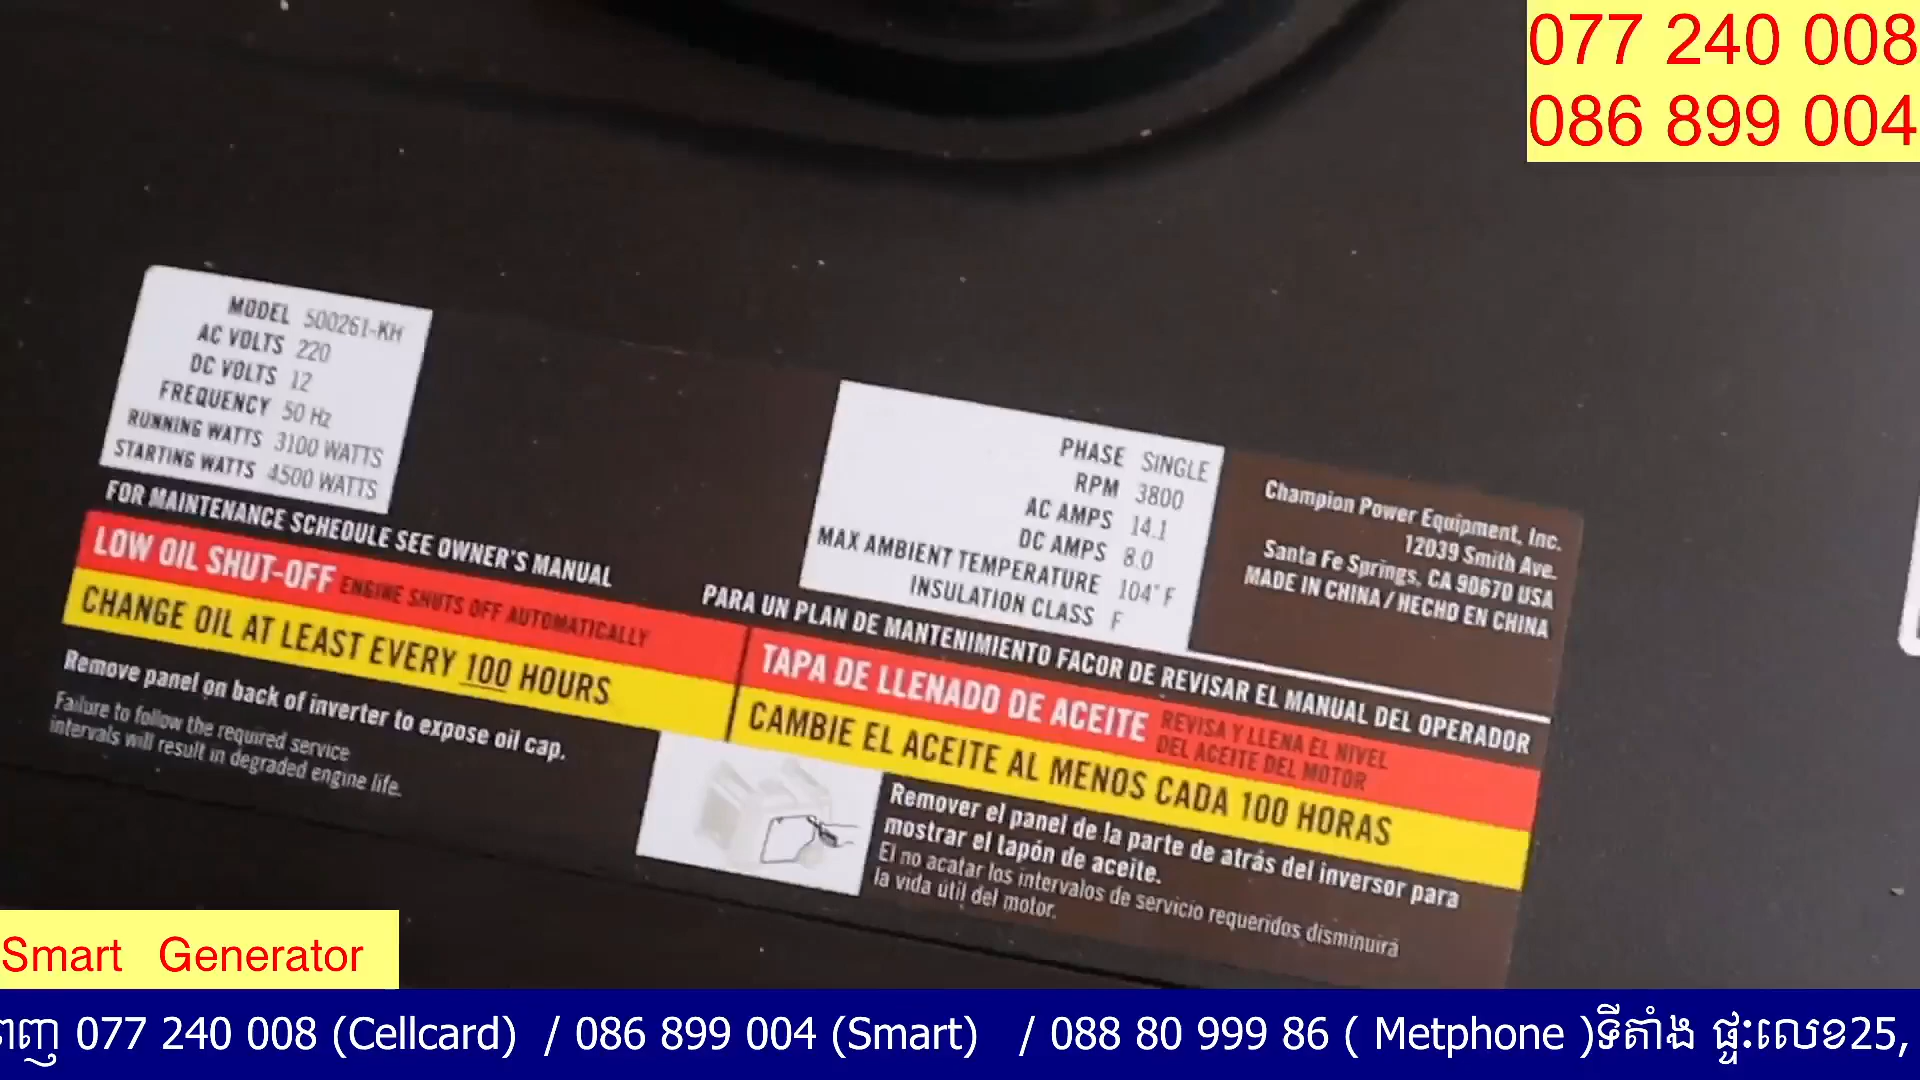 077 240 008
086 899 004
MODEL 500261-KH
AC VOLTS 220
DC VOLTS 12
FREQUENCY 50 Hz
RUNNING WATTS 3100 WATTS
STARTING WATTS 4500 WATTS
FOR MAINTENANCE SCHEDULE SEE OWNER'S MANUAL
LOW OIL SHUT-OFF ENGINE SHUTS OFF AUTOMATICALLY
CHANGE OIL AT LEAST EVERY 100 HOURS
Remove panel on back of inverter to expose oil cap.
Failure to follow the required service
intervals will result in degraded engine life.
PHASE SINGLE
RPM 3800
AC AMPS 14.1
DC AMPS 8.0
MAX AMBIENT TEMPERATURE 104°F
INSULATION CLASS F
Champion Power Equipment, Inc.
12039 Smith Ave.
Santa Fe Springs, CA 90670 USA
MADE IN CHINA / HECHO EN CHINA
PARA UN PLAN DE MANTENIMIENTO FACOR DE REVISAR EL MANUAL DEL OPERADOR
TAPA DE LLENADO DE ACEITE REVISA Y LLENA EL NIVEL
DEL ACEITE DEL MOTOR
CAMBIE EL ACEITE AL MENOS CADA 100 HORAS
Remover el panel de la parte de atrás del inversor para
mostrar el tapón de aceite.
El no acatar los intervalos de servicio requeridos disminuirá
la vida útil del motor.
Smart Generator
077 240 008 (Cellcard) / 086 899 004 (Smart) / 088 80 999 86 ( Metphone )ទីតាំង ផ្ទះលេខ25,